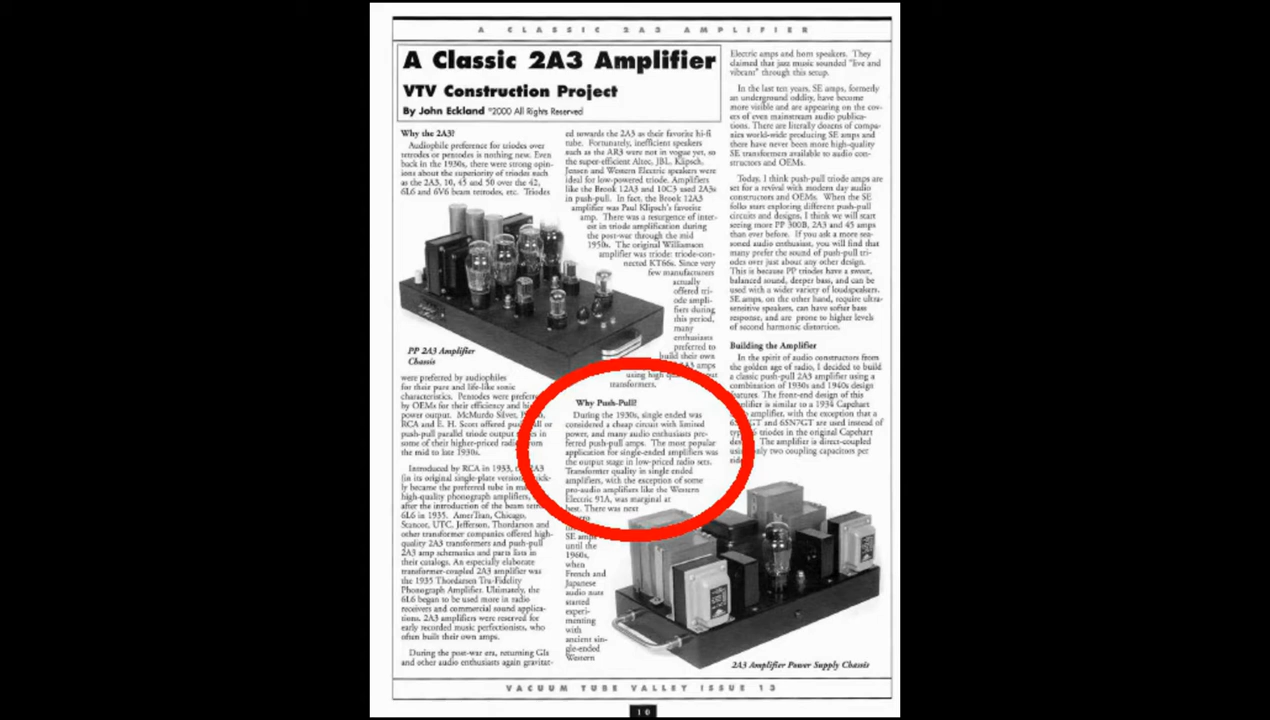 A CLASSIC 2A3 AMPLIFIER
A Classic 2A3 Amplifier
VTV Construction Project
By John Eckland ©2000 All Rights Reserved
Why the 2A3?
Audiophile preference for triodes over
tetrodes or pentodes is nothing new. Even
back in the 1930s, there were strong opin-
ions about the superiority of triodes such
as the 2A3, 10, 45 and 50 over the 42,
6L6 and 6V6 beam tetrodes, etc. Triodes
PP 2A3 Amplifier
Chassis
were preferred by audiophiles
for their pure and life-like sonic
characteristics. Pentodes were
by OEMs for their efficiency and
power output. McMurdo Silver,
RCA and E. H. Scott offered or
push-pull parallel triode output in
some of their higher-priced from
the mid to late 1930s.
Introduced by RCA in 1933, 2A3
(in its original single-plate
ly became the preferred tube in
high-quality phonograph amplifiers,
after the introduction of the beam
6L6 in 1935. AmerTran, Chicago,
Stancor, UTC, Jefferson, Thordarson and
other transformer companies offered high-
quality 2A3 transformers and push-pull
2A3 amp schematics and parts lists in
their catalogs. An especially elaborate
transformer-coupled 2A3 amplifier was
the 1935 Thordarson Tru-Fidelity
Phonograph Amplifier. Ultimately, the
6L6 began to be used more in radio
receivers and commercial sound applica-
tions. 2A3 amplifiers were reserved for
early recorded music perfectionists, who
often built their own amps.
During the post-war era, returning GIs
and other audio enthusiasts again gravitat-
ed towards the 2A3 as their favorite hi-fi
tube. Fortunately, inefficient speakers
such as the AR3 were not in vogue yet, so
the super-efficient Altec, JBL, Klipsch,
Jensen and Western Electric speakers were
ideal for low-powered triode. Amplifiers
like the Brook 12A3 and 10C3 used 2A3s
in push-pull. In fact, the Brook 12A3
amplifier was Paul Klipsch's favorite
amp. There was a resurgence of inter-
est in triode amplification during
the post-war through the mid
1950s. The original Williamson
amplifier was triode: triode-con-
nected KT66s. Since very
few manufacturers
actually
offered tri-
ode ampli-
fiers during
this period,
many
enthusiasts
preferred to
build their own
2A3 amps
using high
transformers.
Why Push-Pull?
During the 1930s, single ended was
considered a cheap circuit with limited
power, and many audio enthusiasts pre-
ferred push-pull amps. The most popular
application for single-ended amplifiers was
the output stage in low-priced radio sets.
Transformer quality in single ended
amplifiers, with the exception of some
pro-audio amplifiers like the Western
Electric 91A, was marginal at
best. There was next
SE amps
until the
1960s,
when
French and
Japanese
audio nuts
started
experi-
menting
with
ancient sin-
gle-ended
Western
Electric amps and horn speakers. They
claimed that jazz music sounded "live and
vibrant" through this setup.
In the last ten years, SE amps, formerly
an underground oddity, have become
more visible and are appearing on the cov-
ers of even mainstream audio publica-
tions. There are literally dozens of compa-
nies world-wide producing SE amps and
there have never been more high-quality
SE transformers available to audio con-
structors and OEMs.
Today, I think push-pull triode amps are
set for a revival with modern day audio
constructors and OEMs. When the SE
folks start exploring different push-pull
circuits and designs, I think we will start
seeing more PP 300B, 2A3 and 45 amps
than ever before. If you ask a more sea-
soned audio enthusiast, you will find that
many prefer the sound of push-pull tri-
odes over just about any other design.
This is because PP triodes have a sweet,
balanced sound, deeper bass, and can be
used with a wider variety of loudspeakers.
SE amps, on the other hand, require ultra-
sensitive speakers, can have softer bass
response, and are prone to higher levels
of second harmonic distortion.
Building the Amplifier
In the spirit of audio constructors from
the golden age of radio, I decided to build
a classic push-pull 2A3 amplifier using a
combination of 1930s and 1940s design
features. The front-end design of this
amplifier is similar to a 1934 Capehart
amplifier, with the exception that a
and 6SN7GT are used instead of
triodes in the original Capehart
The amplifier is direct-coupled
only two coupling capacitors per
2A3 Amplifier Power Supply Chassis
VACUUM TUBE VALLEY ISSUE 13
10